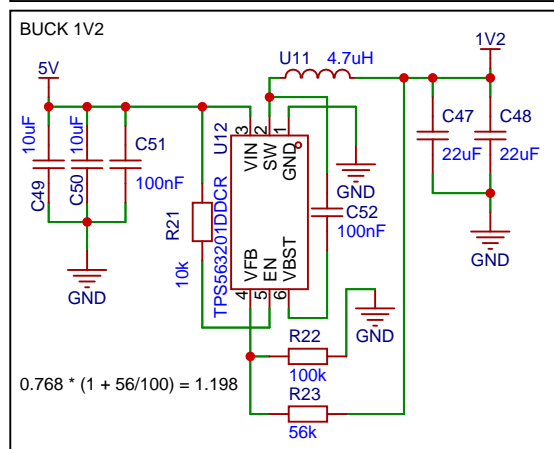 BUCK 1V2
5V
U11 4.7uH
1V2
10uF
C49
10uF
C50
C51
100nF
U12
TPS563201DDCR
3 2 1
VIN SW GND
VFB EN VBST
4 5 6
R21
10k
C52
100nF
C47
22uF
C48
22uF
GND
GND
GND
GND
R22
100k
R23
56k
0.768 * (1 + 56/100) = 1.198